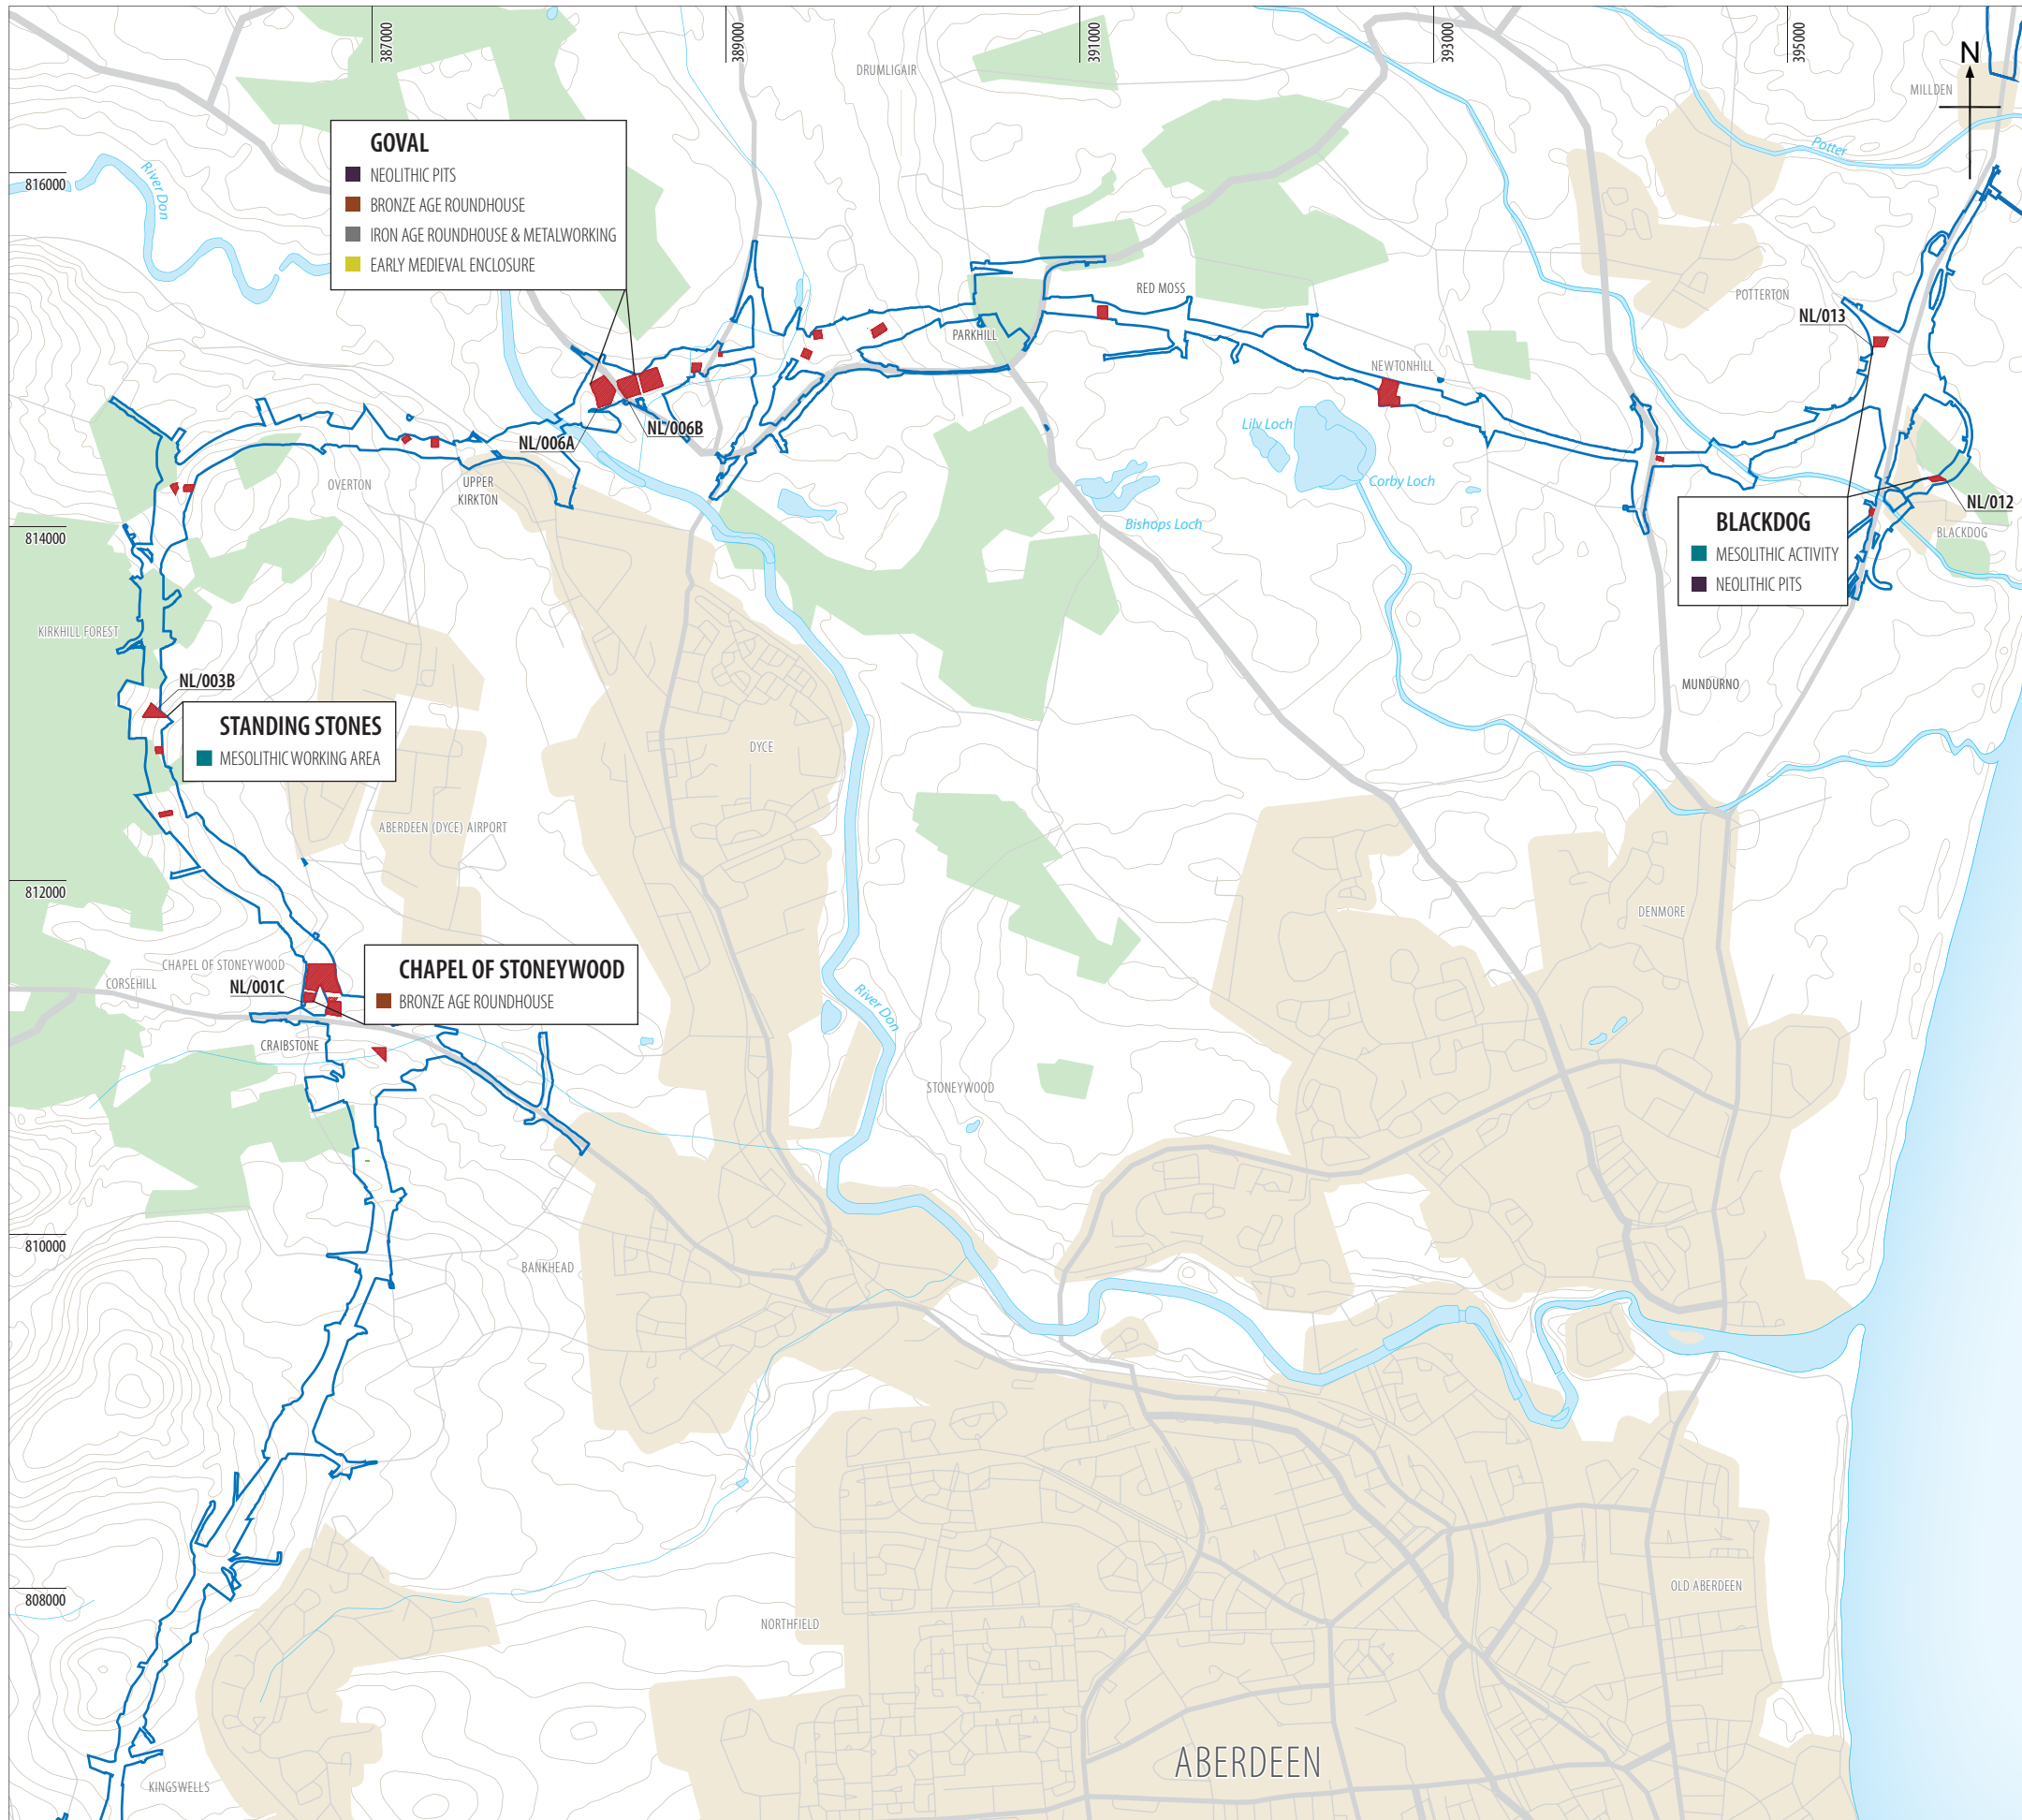 387000
389000
391000
393000
395000
N
DRUMLIGAIR
MILLDEN
Potter
816000
River Don
GOVAL
NEOLITHIC PITS
BRONZE AGE ROUNDHOUSE
IRON AGE ROUNDHOUSE & METALWORKING
EARLY MEDIEVAL ENCLOSURE
RED MOSS
POTTERTON
NL/013
PARKHILL
NEWTONHILL
NL/006A
NL/006B
Lily Loch
Corby Loch
Bishops Loch
OVERTON
UPPER
KIRKTON
814000
NL/012
BLACKDOG
BLACKDOG
MESOLITHIC ACTIVITY
NEOLITHIC PITS
KIRKHILL FOREST
NL/003B
MUNDURNO
STANDING STONES
MESOLITHIC WORKING AREA
DYCE
ABERDEEN (DYCE) AIRPORT
812000
DENMORE
CHAPEL OF STONEYWOOD
CORSEHILL
NL/001C
CHAPEL OF STONEYWOOD
BRONZE AGE ROUNDHOUSE
River Don
CRAIBSTONE
STONEYWOOD
810000
BANKHEAD
808000
OLD ABERDEEN
NORTHFIELD
ABERDEEN
KINGSWELLS